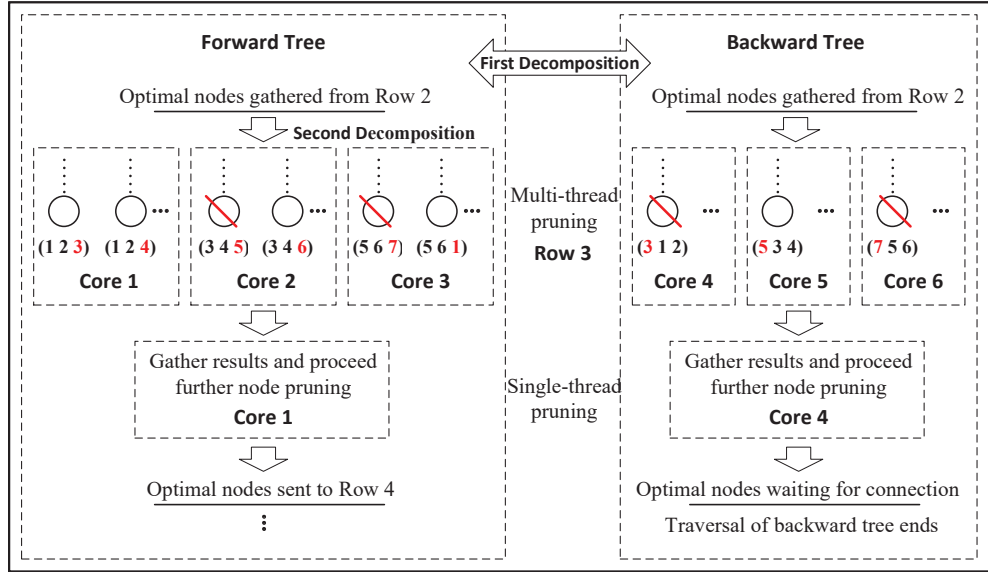 Forward Tree
Backward Tree
First Decomposition
Optimal nodes gathered from Row 2
Optimal nodes gathered from Row 2
Second Decomposition
(1 2 3) (1 2 4) ...
Core 1
(3 4 5) (3 4 6) ...
Core 2
(5 6 7) (5 6 1) ...
Core 3
Multi-thread
pruning
Row 3
(3 1 2) ...
Core 4
(5 3 4) ...
Core 5
(7 5 6) ...
Core 6
Gather results and proceed
further node pruning
Core 1
Single-thread
pruning
Gather results and proceed
further node pruning
Core 4
Optimal nodes sent to Row 4
Optimal nodes waiting for connection
Traversal of backward tree ends